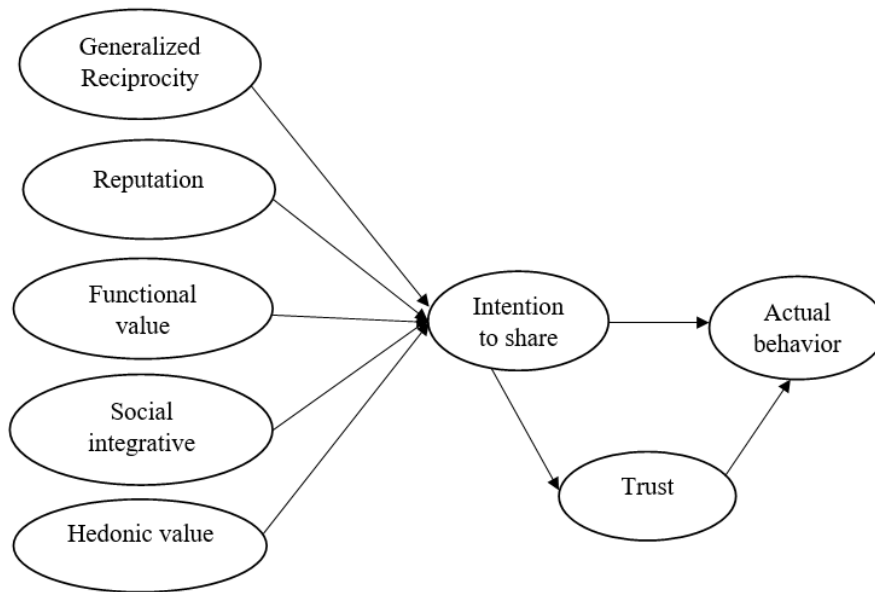 Generalized
Reciprocity
Reputation
Functional
value
Social
integrative
Hedonic value
Intention
to share
Actual
behavior
Trust